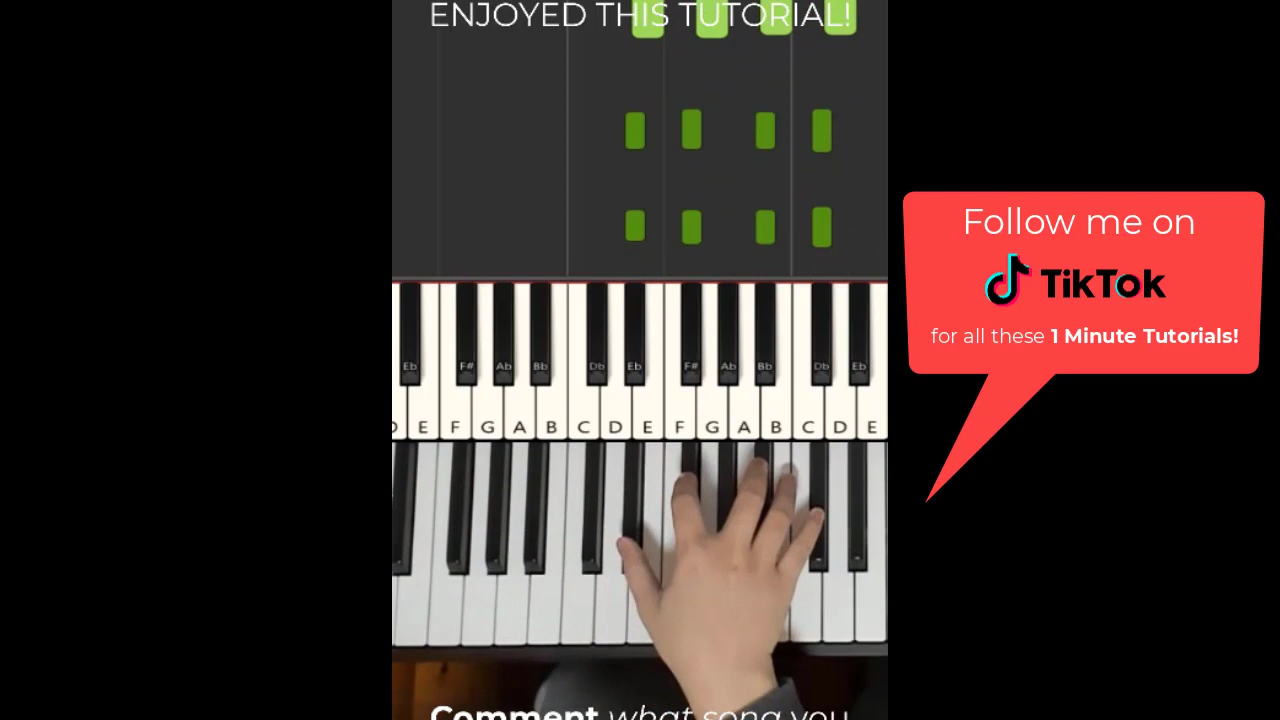 ENJOYED THIS TUTORIAL!
Follow me on
TikTok
for all these 1 Minute Tutorials!
Eb F# Ab Bb Db Eb F# Ab Bb Db Eb
D E F G A B C D E F G A B C D E
Comment what song you